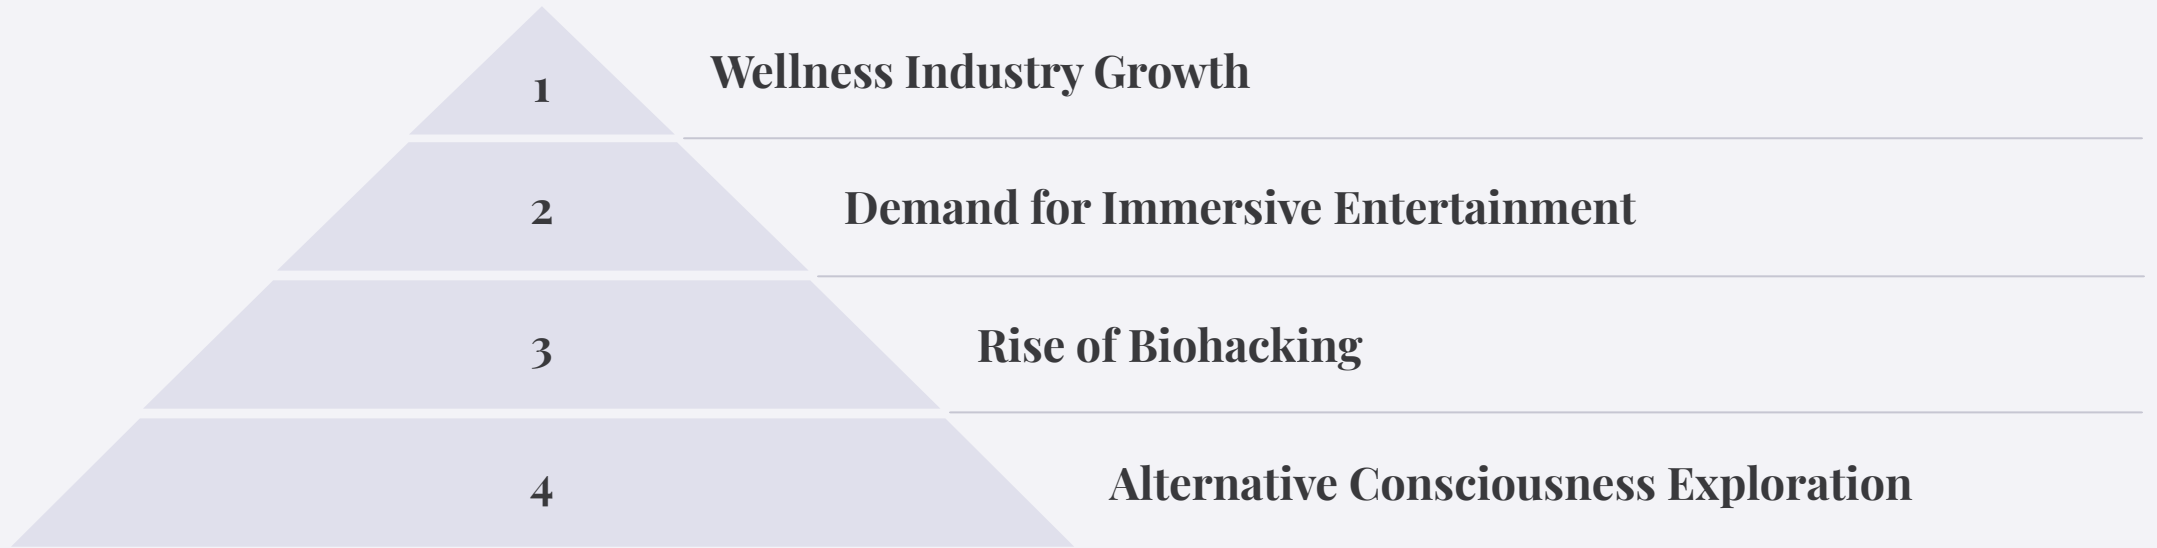 1
Wellness Industry Growth
2
Demand for Immersive Entertainment
3
Rise of Biohacking
4
Alternative Consciousness Exploration